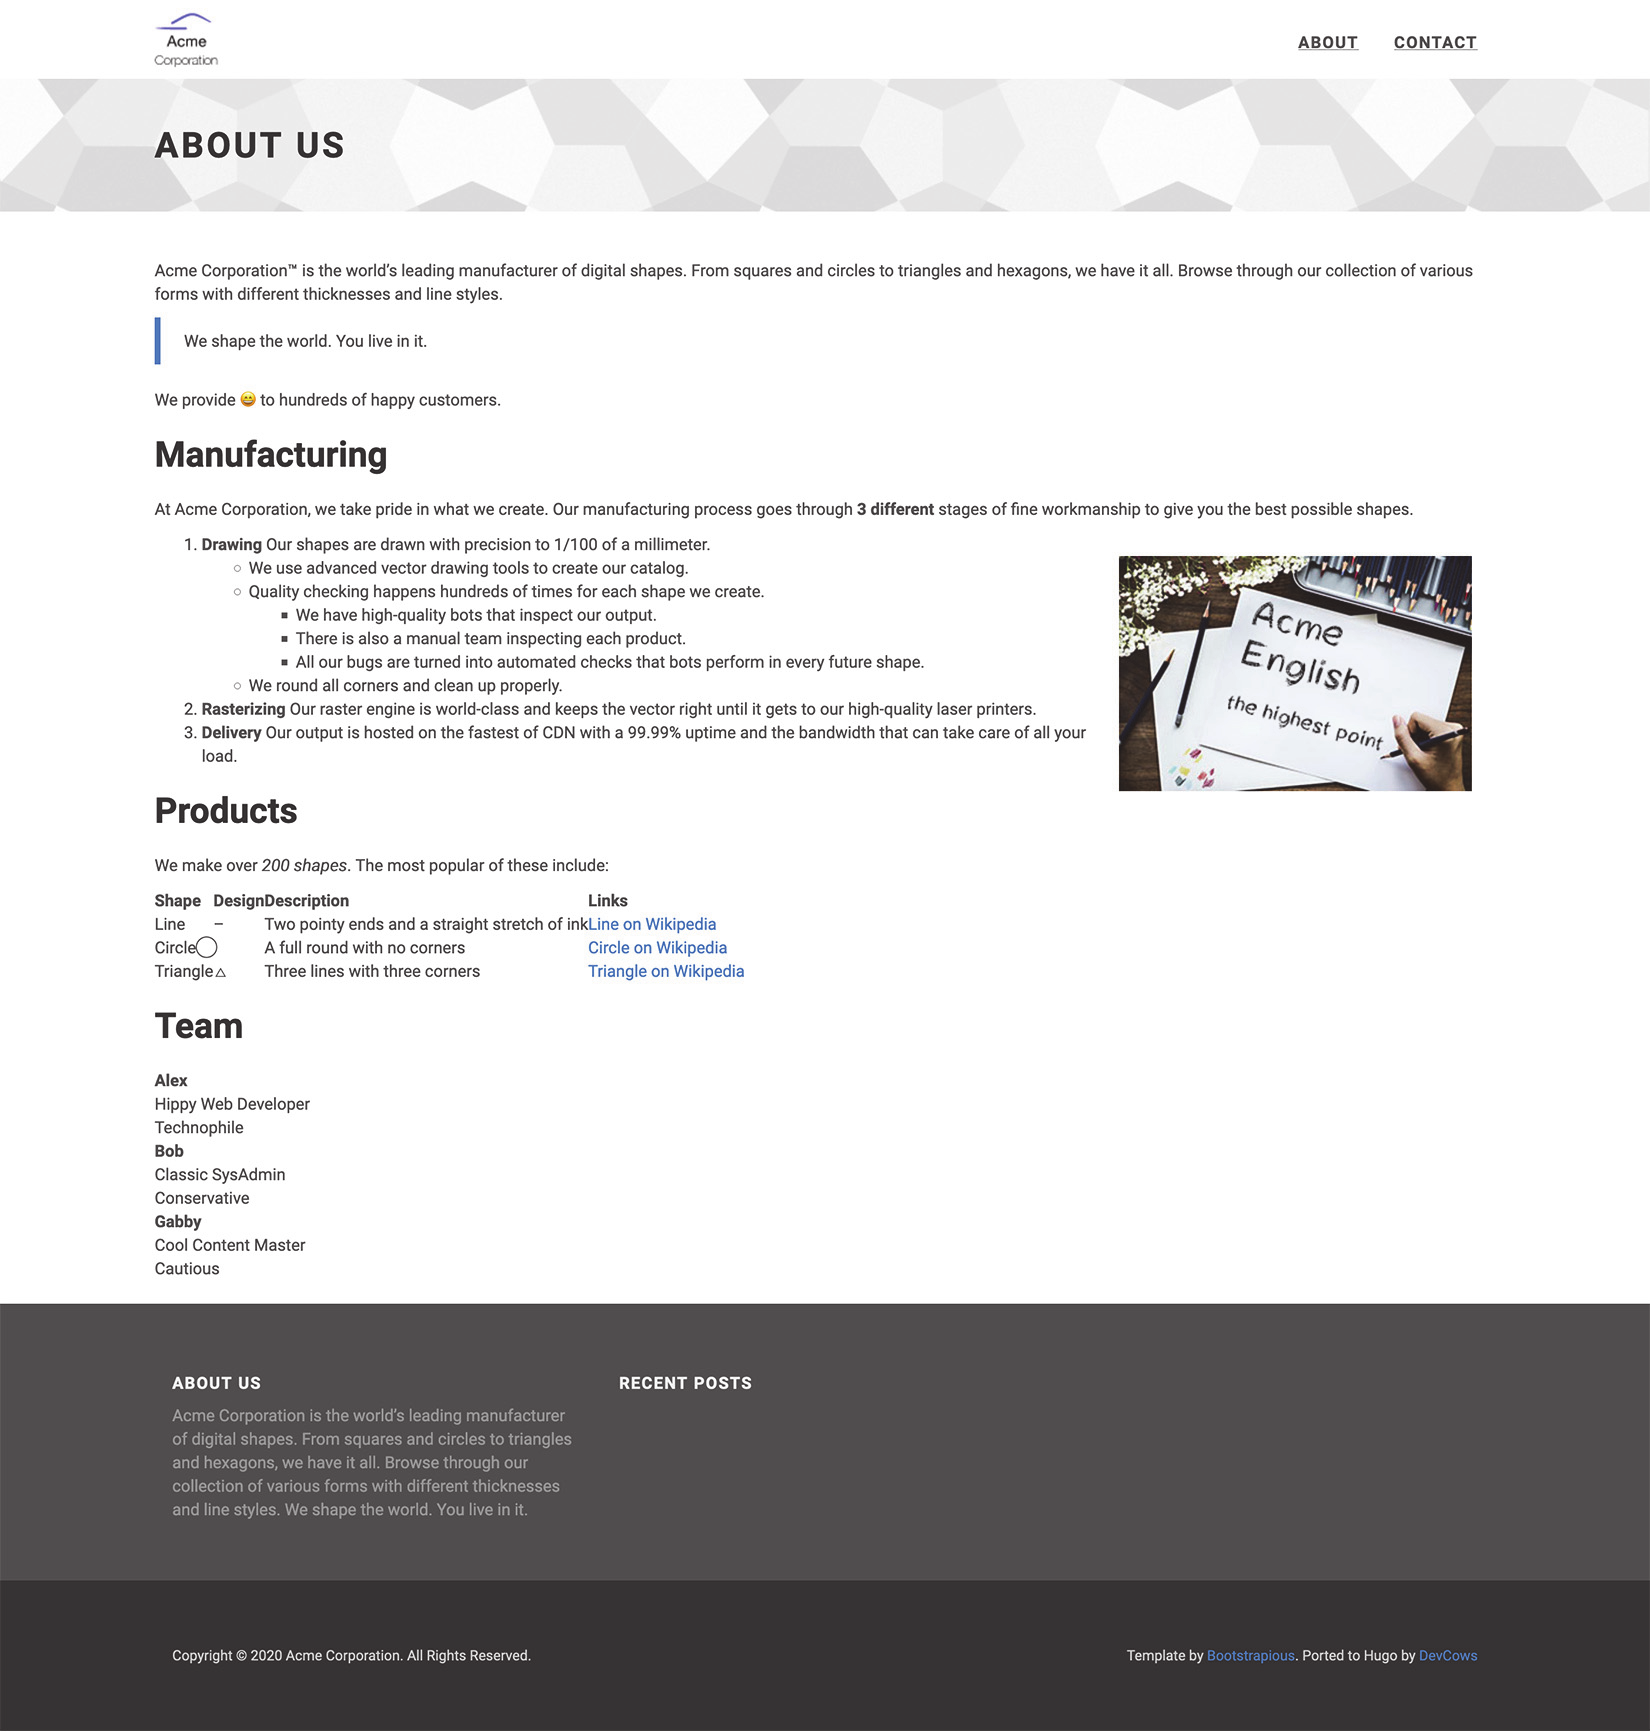 Acme
Corporation
ABOUT CONTACT
ABOUT US
Acme Corporation™ is the world’s leading manufacturer of digital shapes. From squares and circles to triangles and hexagons, we have it all. Browse through our collection of various
forms with different thicknesses and line styles.
We shape the world. You live in it.
We provide 😄 to hundreds of happy customers.
Manufacturing
At Acme Corporation, we take pride in what we create. Our manufacturing process goes through 3 different stages of fine workmanship to give you the best possible shapes.
1. Drawing Our shapes are drawn with precision to 1/100 of a millimeter.
○ We use advanced vector drawing tools to create our catalog.
○ Quality checking happens hundreds of times for each shape we create.
▪ We have high-quality bots that inspect our output.
▪ There is also a manual team inspecting each product.
▪ All our bugs are turned into automated checks that bots perform in every future shape.
○ We round all corners and clean up properly.
2. Rasterizing Our raster engine is world-class and keeps the vector right until it gets to our high-quality laser printers.
3. Delivery Our output is hosted on the fastest of CDN with a 99.99% uptime and the bandwidth that can take care of all your
load.
Acme
English
the highest point
Products
We make over 200 shapes. The most popular of these include:
Shape Design Description Links
Line – Two pointy ends and a straight stretch of ink Line on Wikipedia
Circle ◯ A full round with no corners Circle on Wikipedia
Triangle △ Three lines with three corners Triangle on Wikipedia
Team
Alex
Hippy Web Developer
Technophile
Bob
Classic SysAdmin
Conservative
Gabby
Cool Content Master
Cautious
ABOUT US
Acme Corporation is the world’s leading manufacturer
of digital shapes. From squares and circles to triangles
and hexagons, we have it all. Browse through our
collection of various forms with different thicknesses
and line styles. We shape the world. You live in it.
RECENT POSTS
Copyright © 2020 Acme Corporation. All Rights Reserved.
Template by Bootstrapious. Ported to Hugo by DevCows